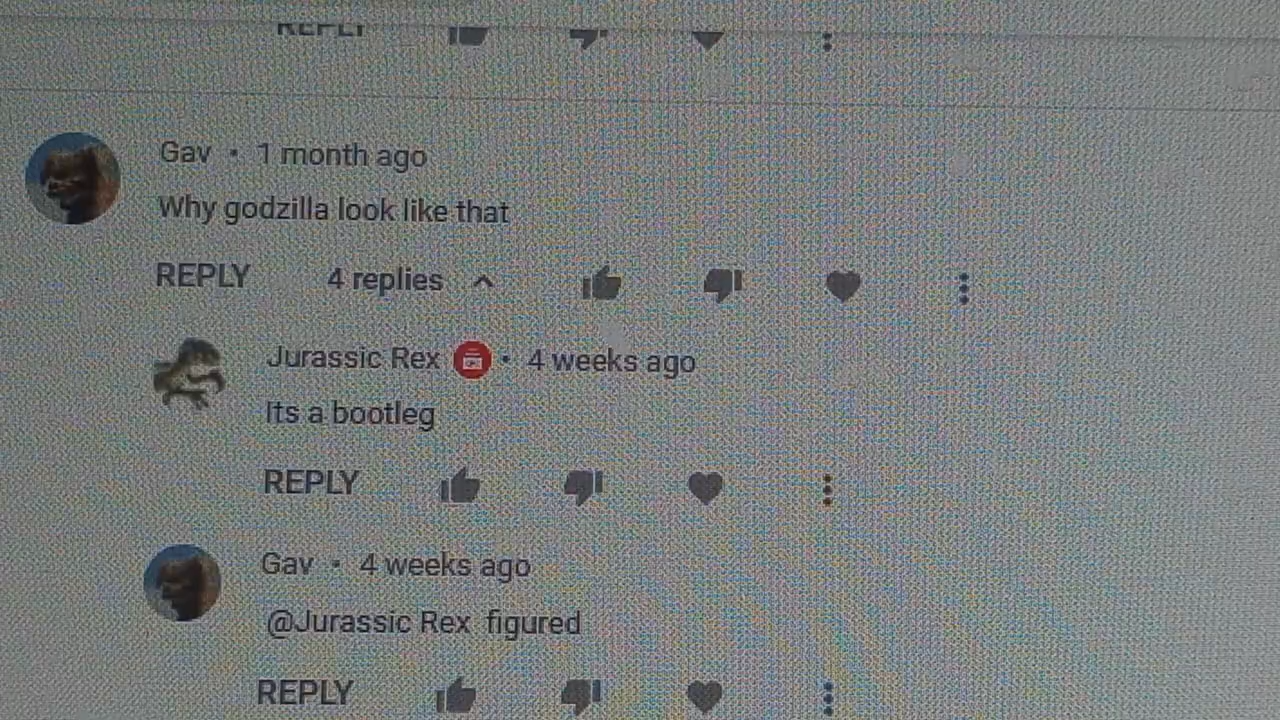 REPLY
Gav • 1 month ago
Why godzilla look like that
REPLY 4 replies
Jurassic Rex • 4 weeks ago
Its a bootleg
REPLY
Gav • 4 weeks ago
@Jurassic Rex figured
REPLY